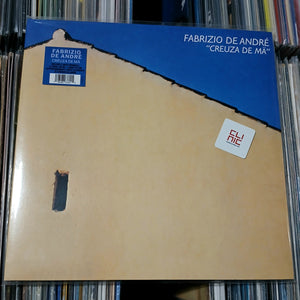 FABRIZIO DE ANDRÉ
"CREUZA DE MÄ"
FABRIZIO
DE ANDRÉ
CREUZA DE MÄ
CLI
NIC